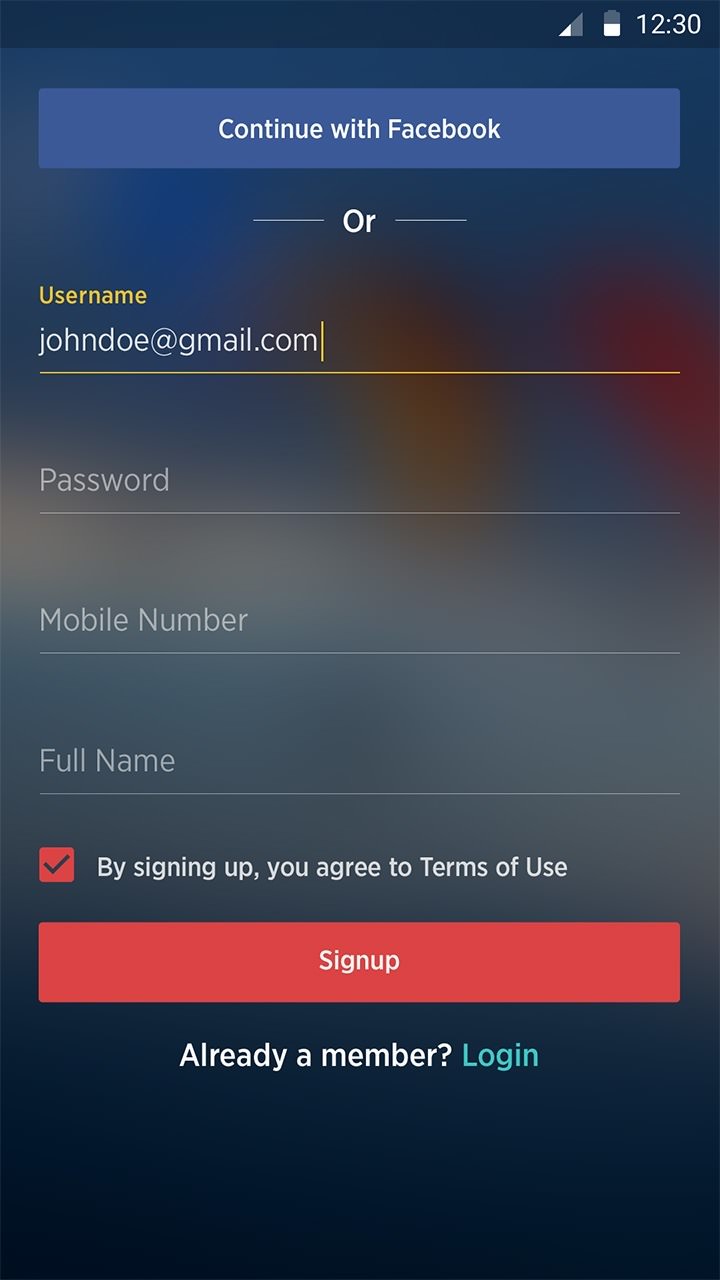 12:30
Continue with Facebook
Or
Username
johndoe@gmail.com
Password
Mobile Number
Full Name
By signing up, you agree to Terms of Use
Signup
Already a member? Login